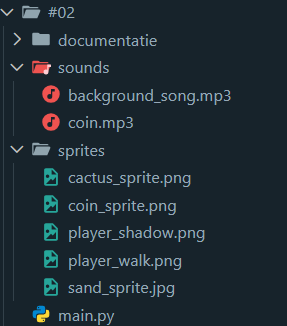 #02
documentatie
sounds
background_song.mp3
coin.mp3
sprites
cactus_sprite.png
coin_sprite.png
player_shadow.png
player_walk.png
sand_sprite.jpg
main.py